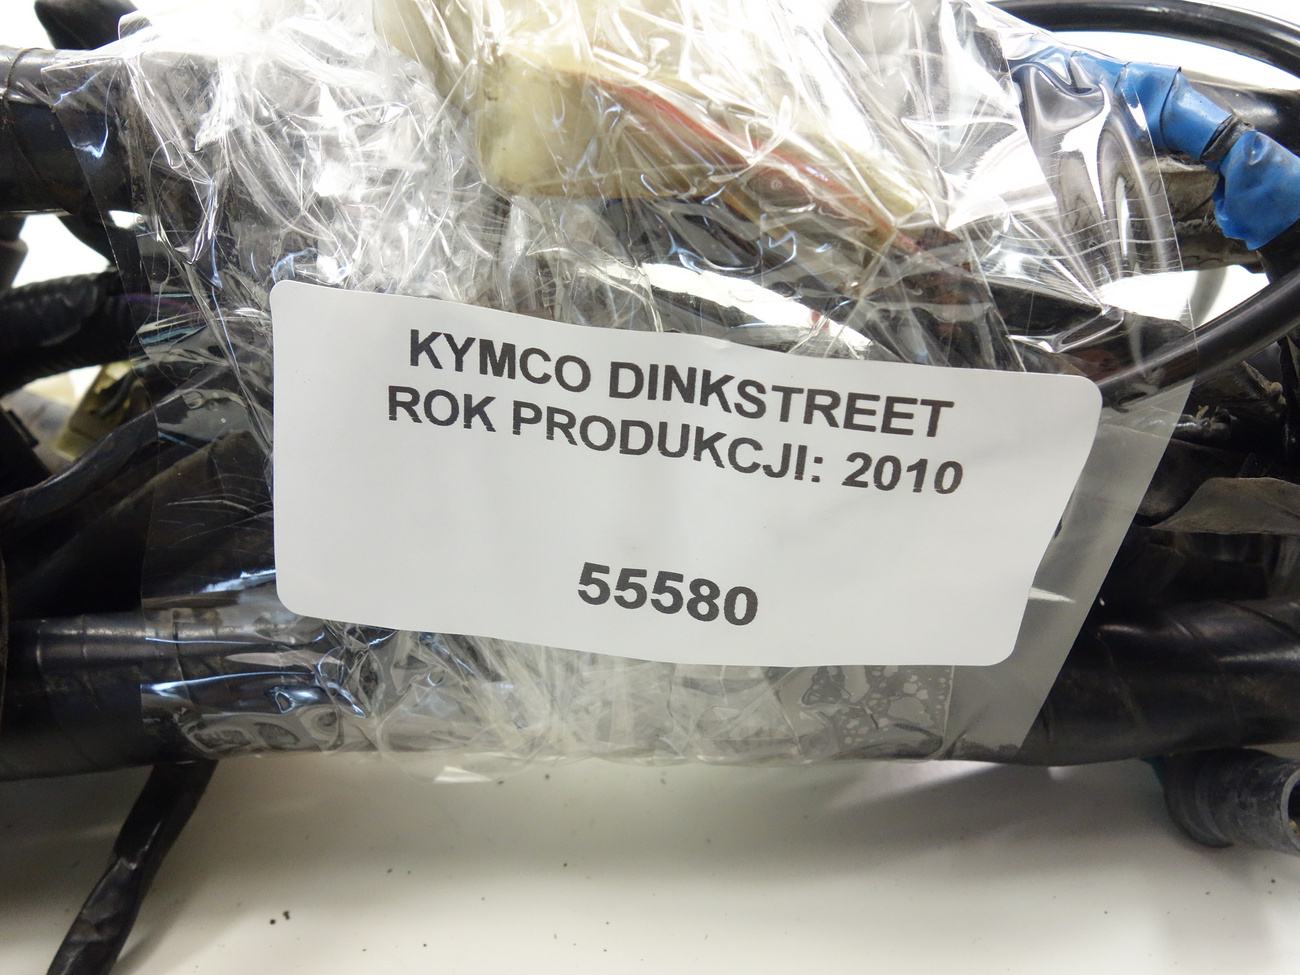 KYMCO DINKSTREET
ROK PRODUKCJI: 2010
55580